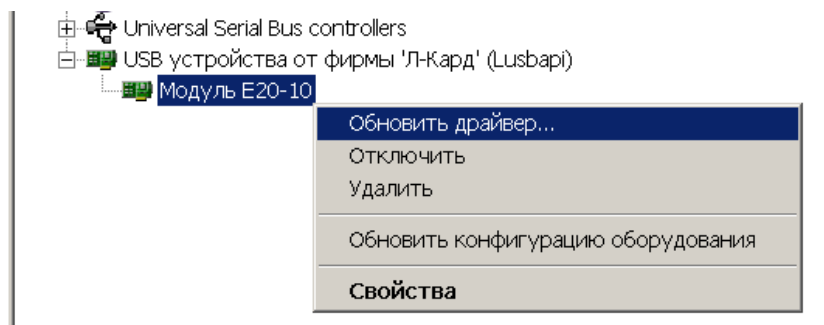 Universal Serial Bus controllers
USB устройства от фирмы 'Л-Кард' (Lusbapi)
Модуль E20-10
Обновить драйвер...
Отключить
Удалить
Обновить конфигурацию оборудования
Свойства